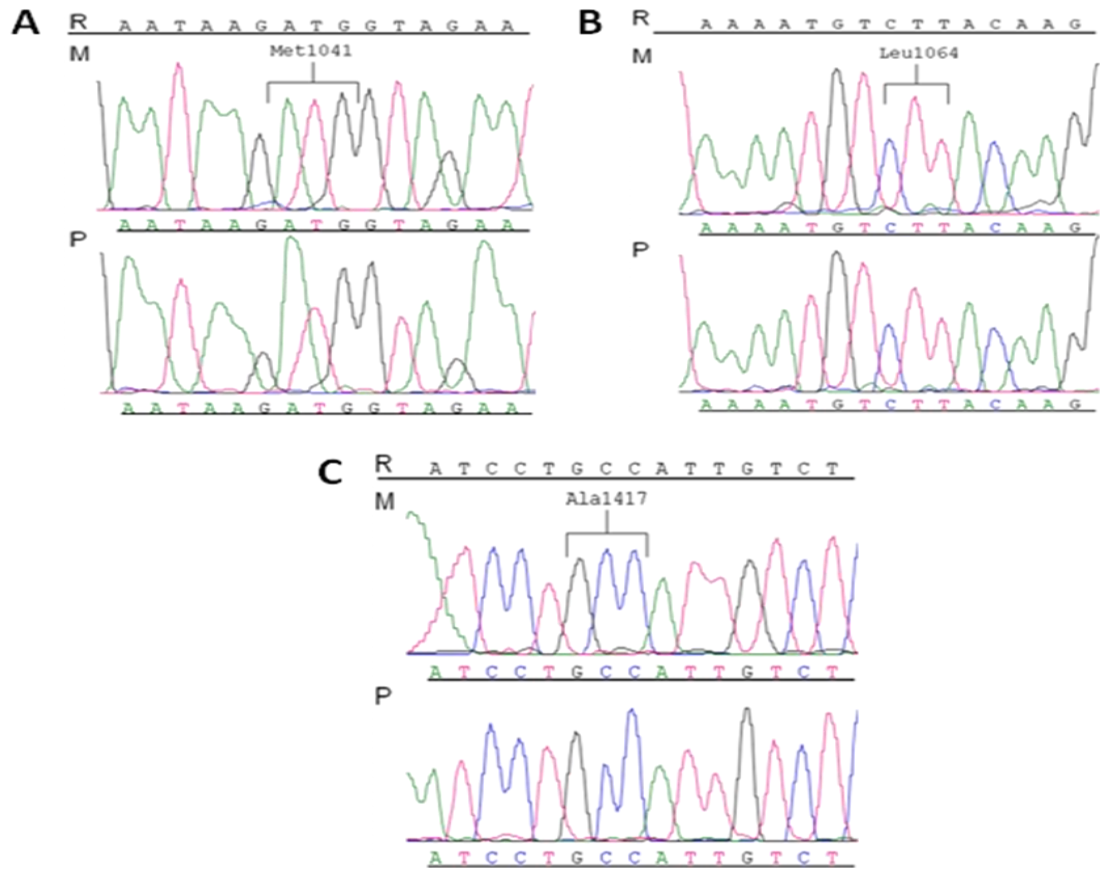 A
R A A T A A G A T G G T A G A A
M
Met1041
A A T A A G A T G G T A G A A
P
A A T A A G A T G G T A G A A
B
R A A A A T G T C T T A C A A G
M
Leu1064
A A A A T G T C T T A C A A G
P
A A A A T G T C T T A C A A G
C
R A T C C T G C C A T T G T C T
M
Ala1417
A T C C T G C C A T T G T C T
P
A T C C T G C C A T T G T C T